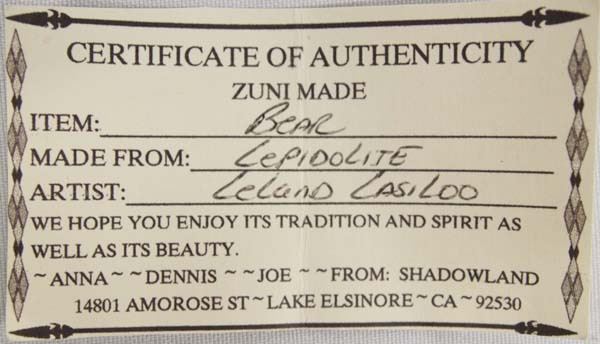 CERTIFICATE OF AUTHENTICITY
ZUNI MADE
ITEM: BEAR
MADE FROM: LEPIDOLITE
ARTIST: Leland Casiloo
WE HOPE YOU ENJOY ITS TRADITION AND SPIRIT AS
WELL AS ITS BEAUTY.
~ANNA~ ~DENNIS ~ ~JOE ~ ~FROM: SHADOWLAND
14801 AMOROSE ST~LAKE ELSINORE~CA~92530